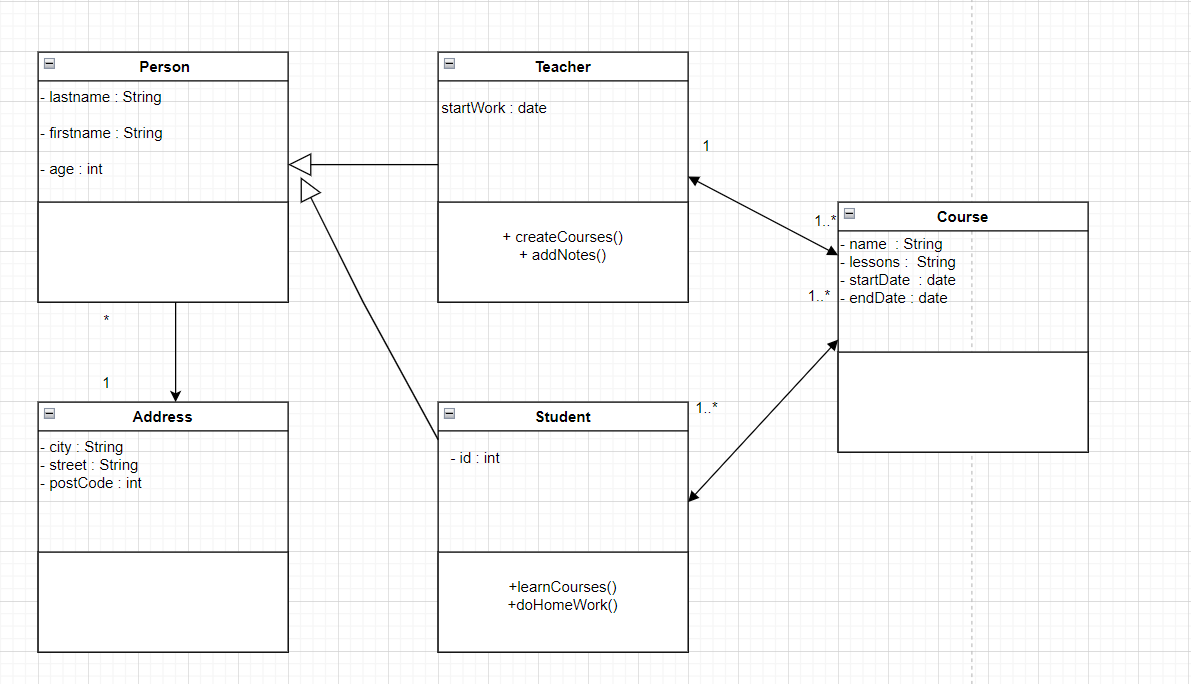 Person
- lastname : String
- firstname : String
- age : int
Teacher
startWork : date
+ createCourses()
+ addNotes()
1
1..*
Course
- name  : String
- lessons :  String
- startDate  : date
- endDate : date
1..*
*
1
Address
- city : String
- street : String
- postCode : int
Student
- id : int
+learnCourses()
+doHomeWork()
1..*